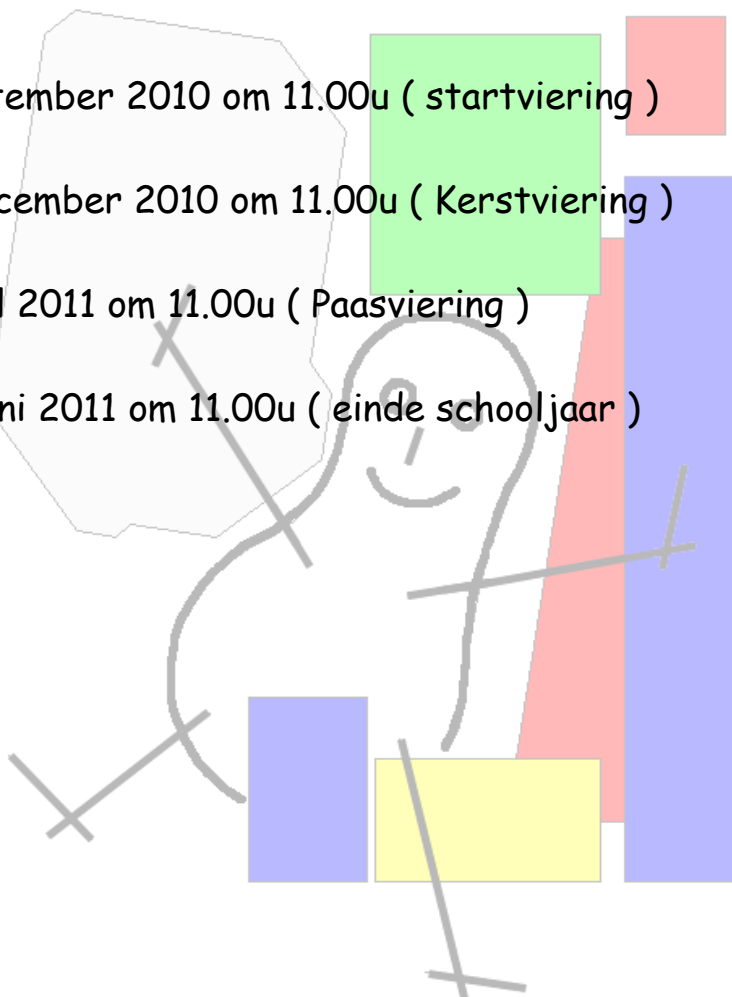 tember 2010 om 11.00u ( startviering )
cember 2010 om 11.00u ( Kerstviering )
l 2011 om 11.00u ( Paasviering )
ni 2011 om 11.00u ( einde schooljaar )